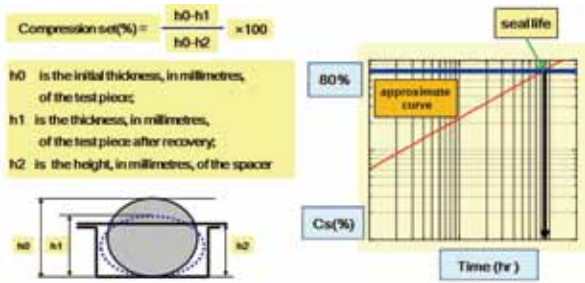 Compression set(%) = h0-h1 / h0-h2 ×100
h0 is the initial thickness, in millimetres,
of the test piece;
h1 is the thickness, in millimetres,
of the test piece after recovery;
h2 is the height, in millimetres, of the spacer
h0
h1
h2
seal life
80%
approximate
curve
Cs(%)
Time (hr )